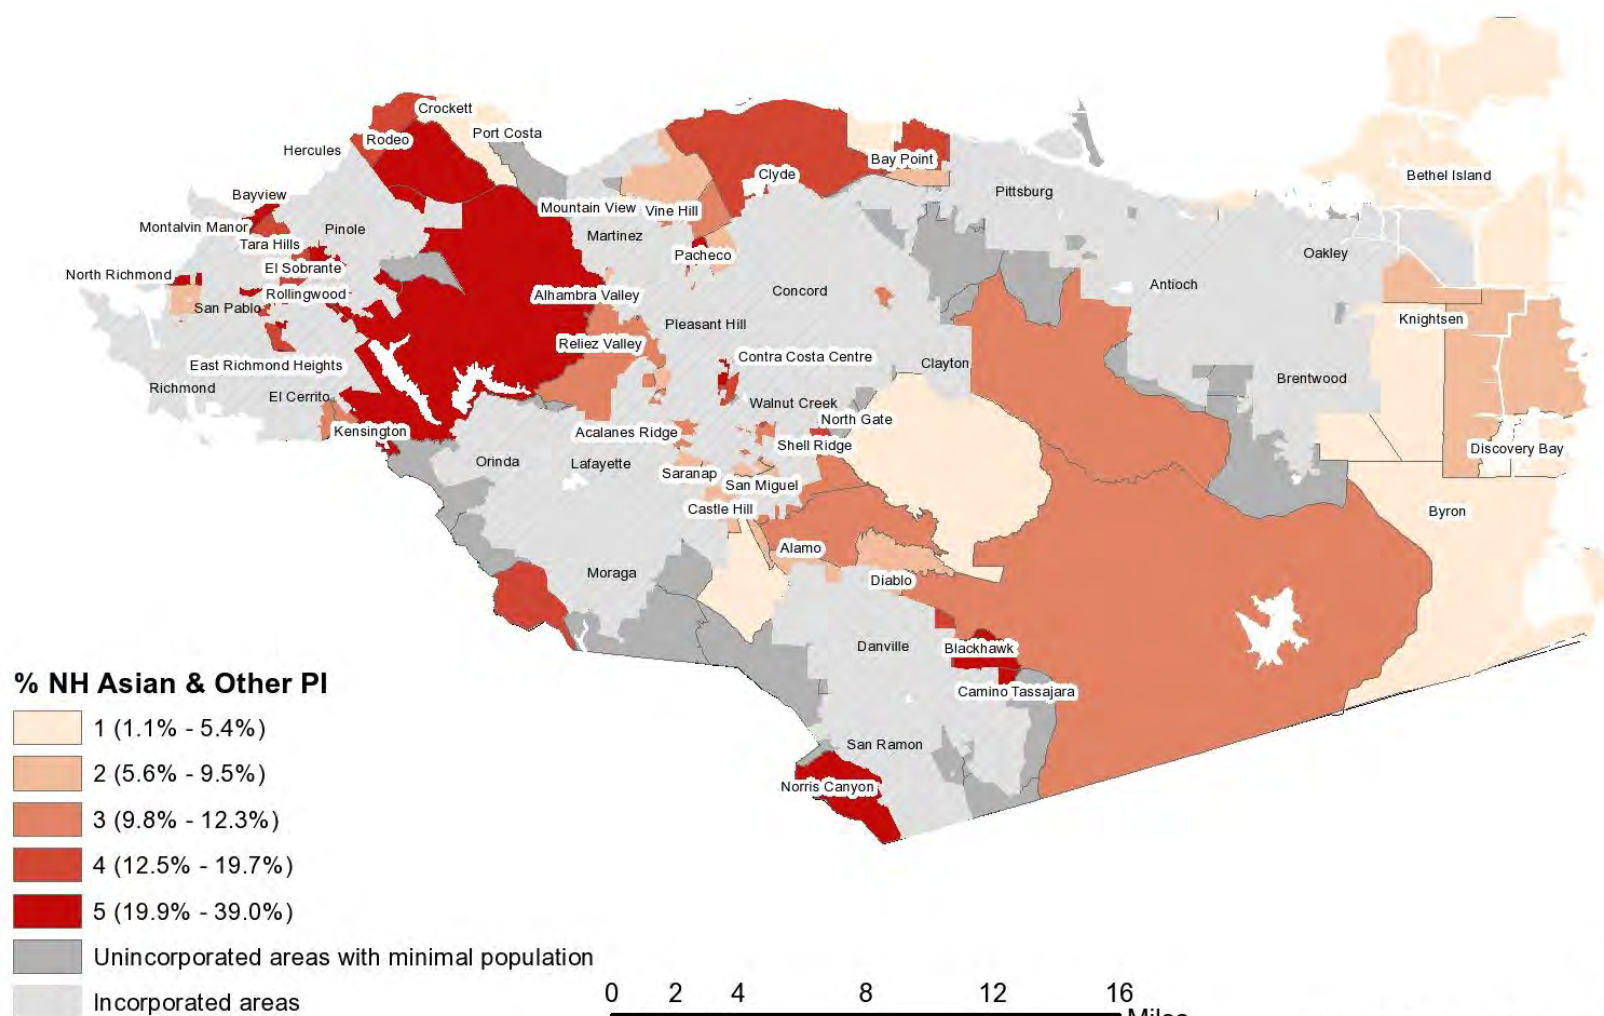 Crockett
Port Costa
Rodeo
Hercules
Bay Point
Clyde
Bethel Island
Pittsburg
Bayview
Mountain View
Vine Hill
Montalvin Manor
Pinole
Martinez
Tara Hills
Pacheco
Oakley
El Sobrante
North Richmond
Antioch
Concord
Rollingwood
Alhambra Valley
San Pablo
Knightsen
Pleasant Hill
Reliez Valley
Contra Costa Centre
East Richmond Heights
Clayton
Brentwood
Richmond
El Cerrito
Walnut Creek
North Gate
Kensington
Acalanes Ridge
Shell Ridge
Discovery Bay
Orinda
Lafayette
Saranap
San Miguel
Castle Hill
Byron
Alamo
Moraga
Diablo
Danville
Blackhawk
Camino Tassajara
San Ramon
Norris Canyon
% NH Asian & Other PI
1 (1.1% - 5.4%)
2 (5.6% - 9.5%)
3 (9.8% - 12.3%)
4 (12.5% - 19.7%)
5 (19.9% - 39.0%)
Unincorporated areas with minimal population
Incorporated areas
0 2 4 8 12 16
Miles